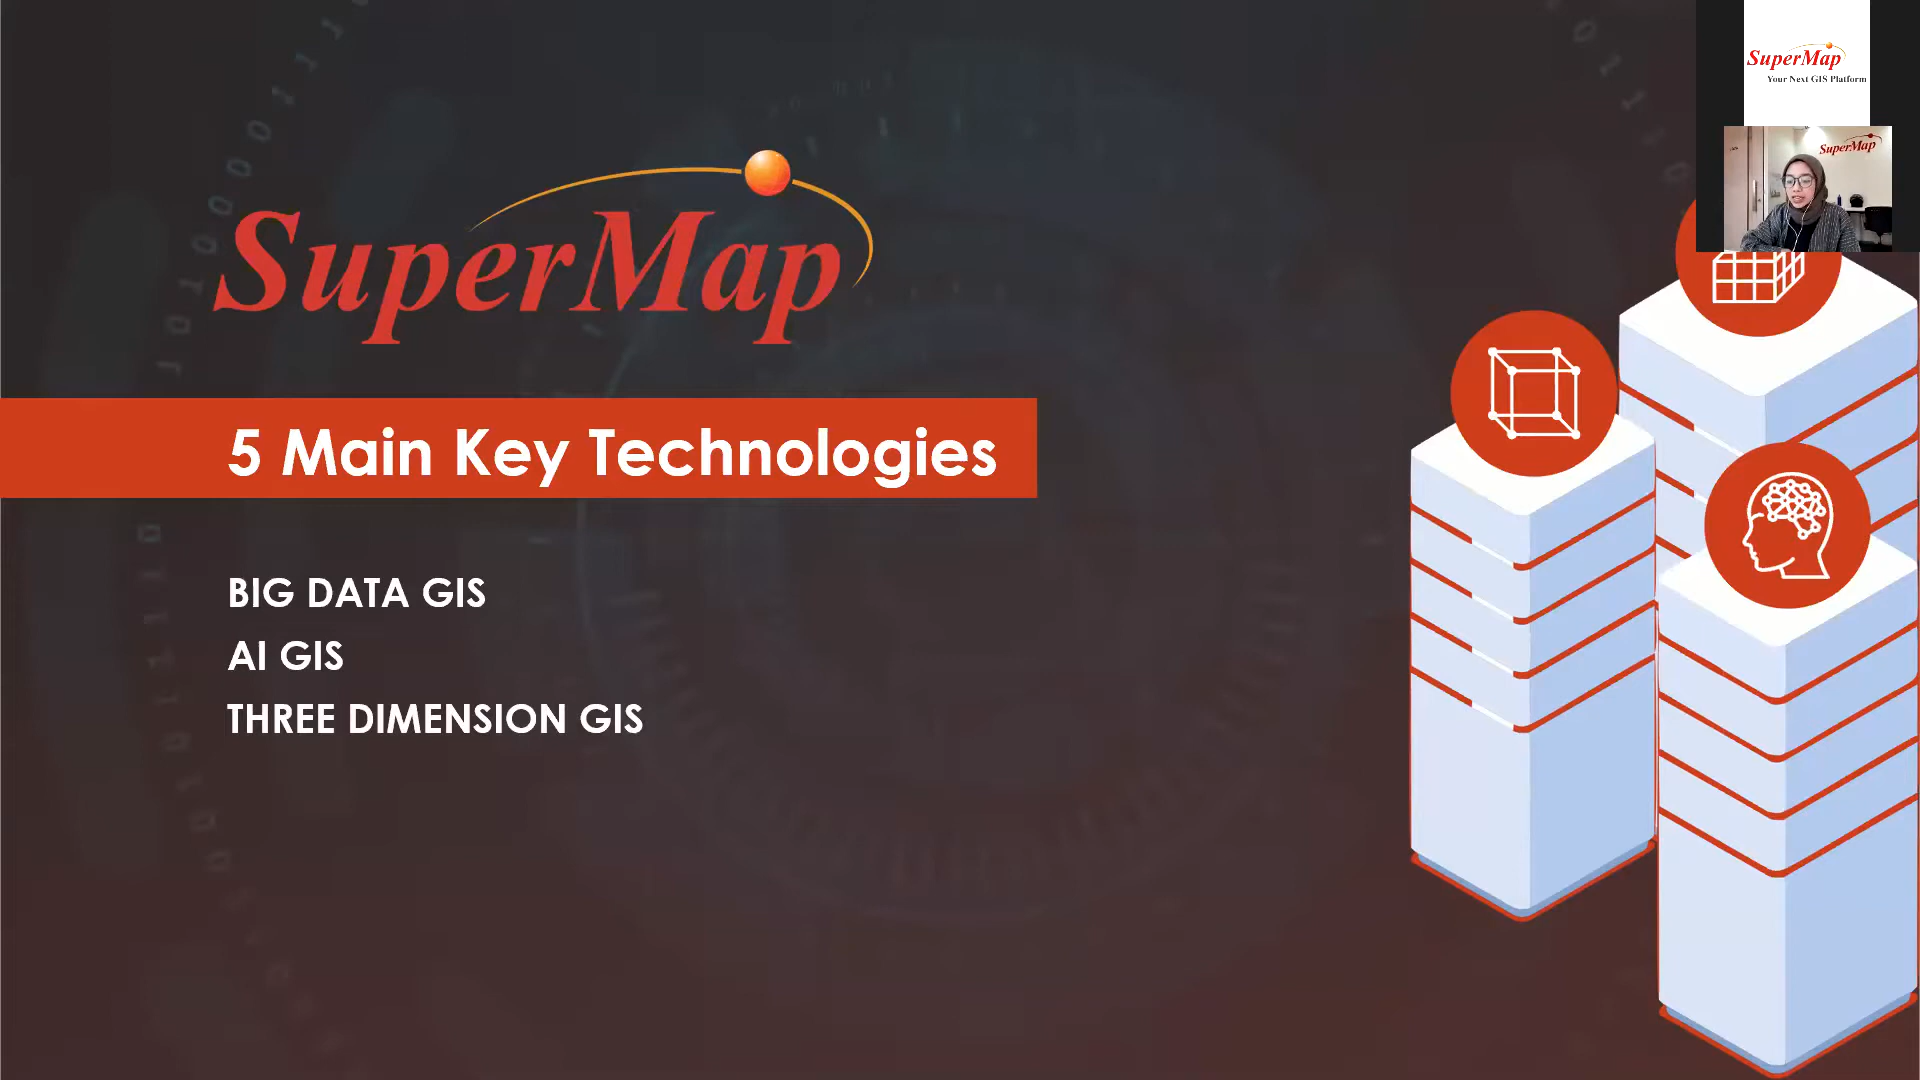 SuperMap
Your Next GIS Platform
SuperMap
SuperMap
5 Main Key Technologies
BIG DATA GIS
AI GIS
THREE DIMENSION GIS